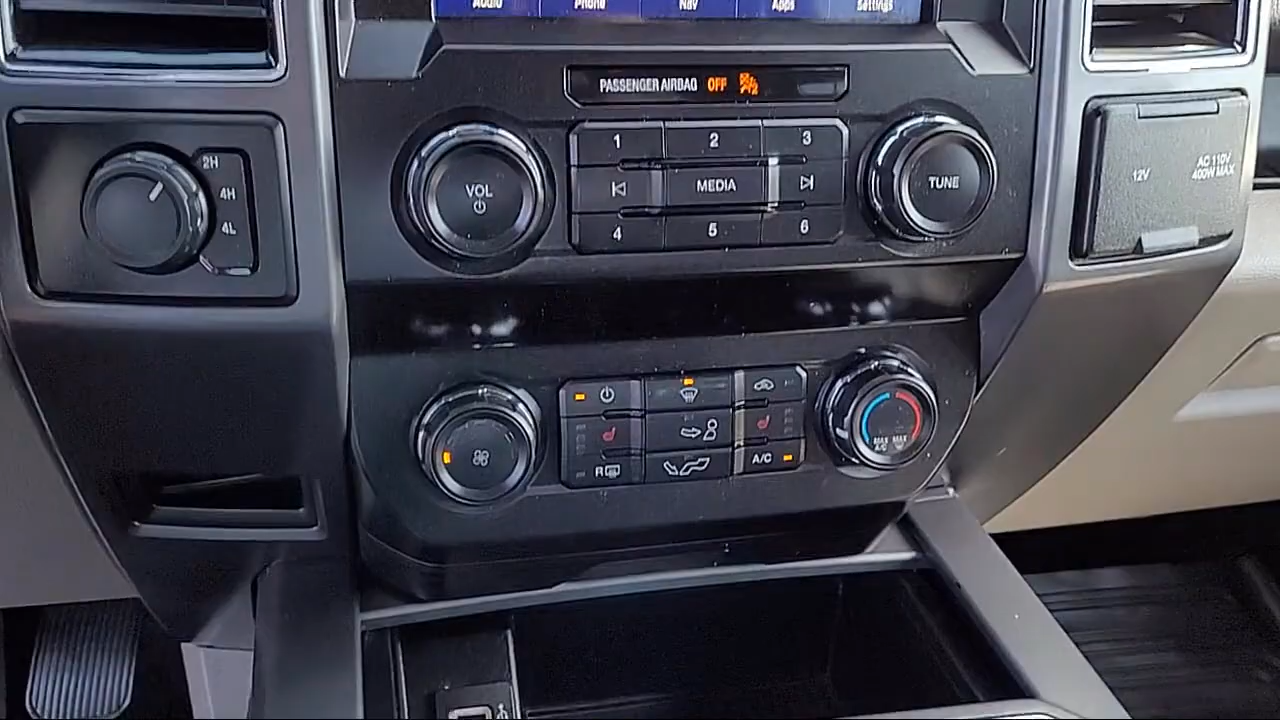 Audio Phone Nav Apps Settings
PASSENGER AIRBAG OFF
2H
4H
4L
VOL
1 2 3
MEDIA
4 5 6
TUNE
12V
AC 110V
400W MAX
R
A/C
MAX A/C
MAX